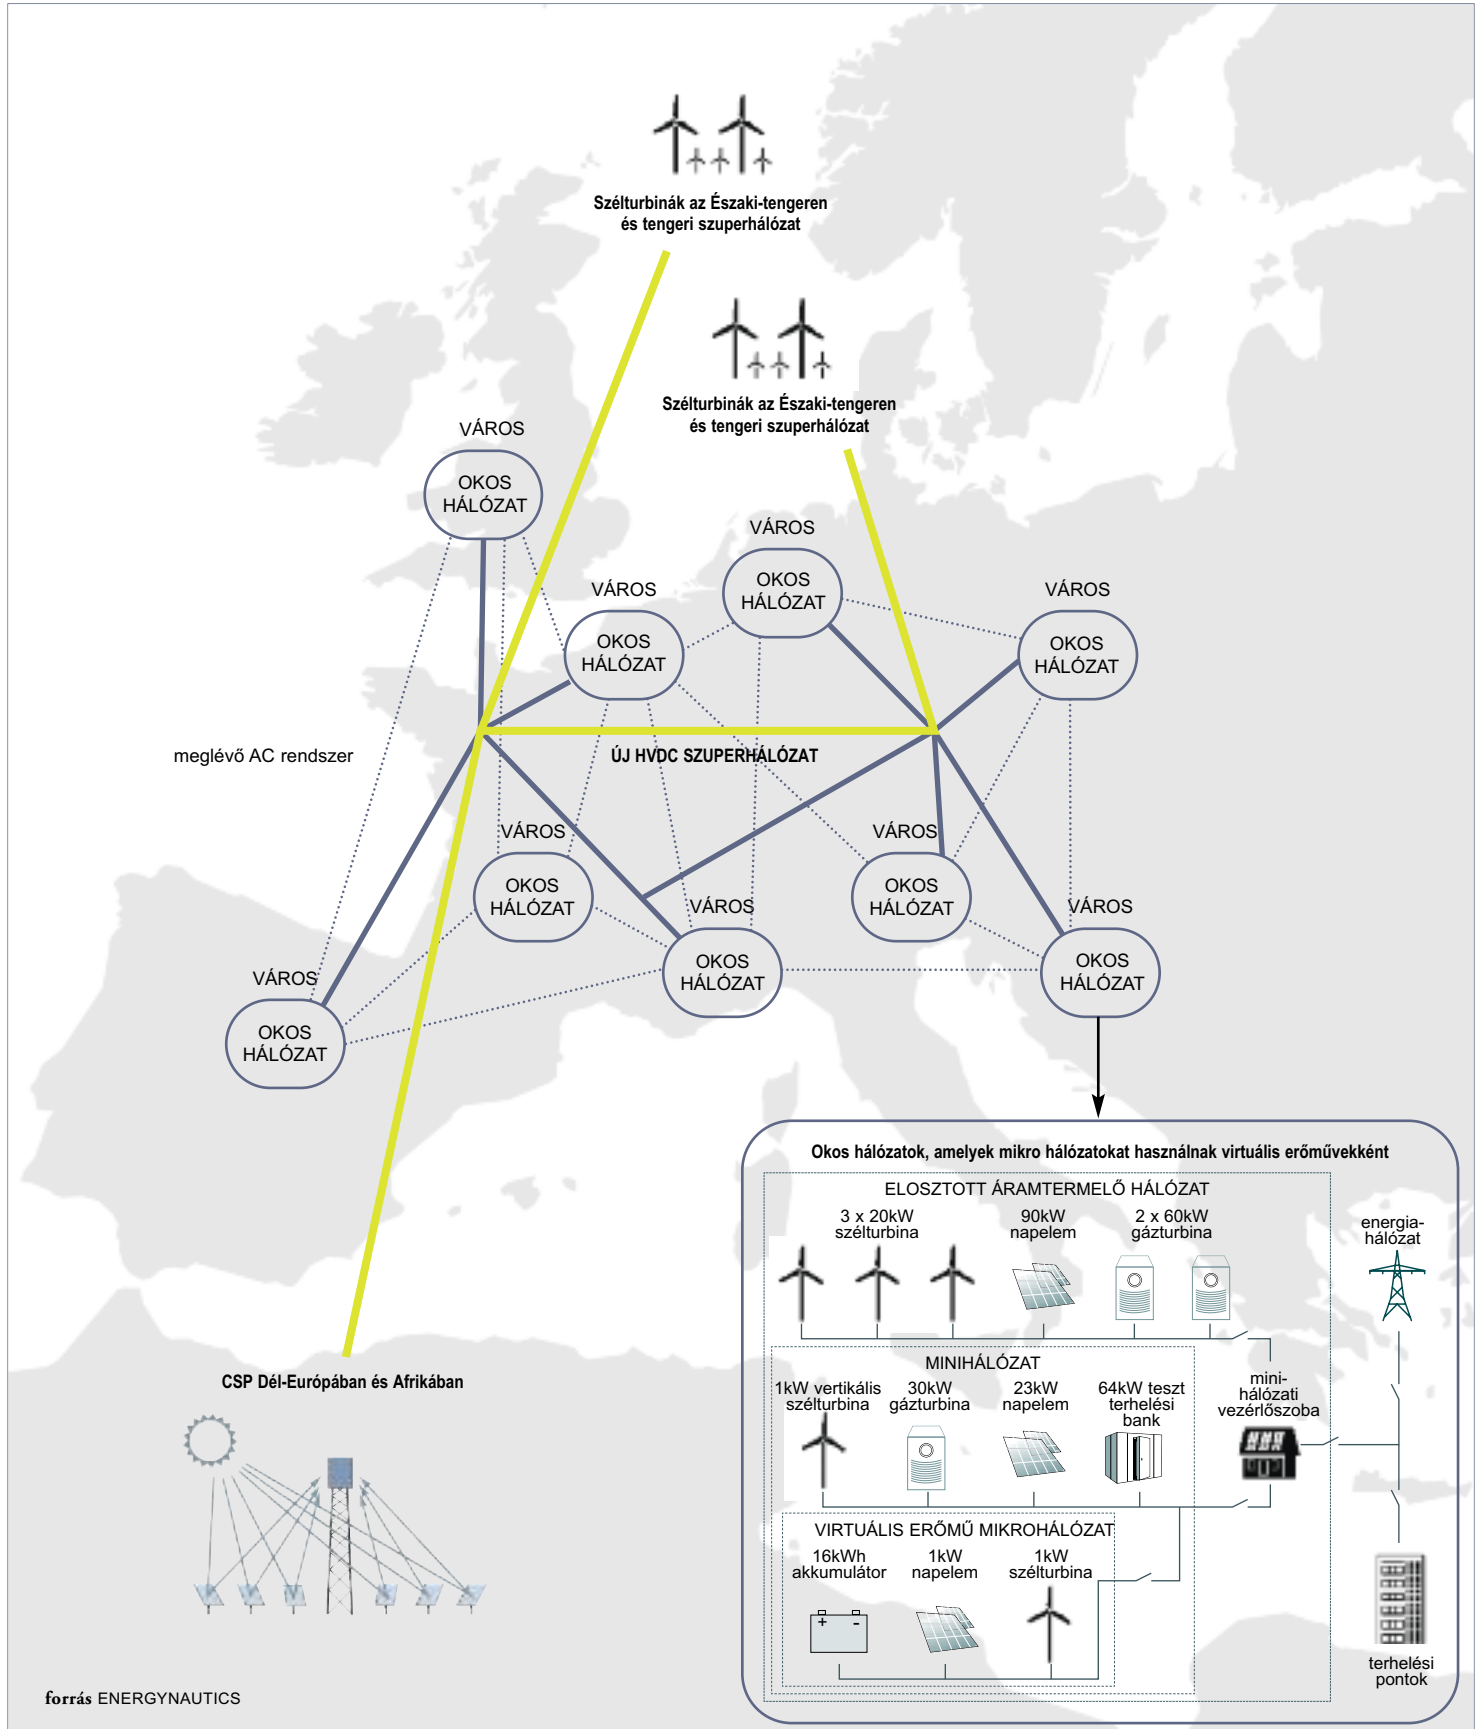 Szélturbinák az Északi-tengeren
és tengeri szuperhálózat
Szélturbinák az Északi-tengeren
és tengeri szuperhálózat
VÁROS
OKOS
HÁLÓZAT
VÁROS
OKOS
HÁLÓZAT
VÁROS
OKOS
HÁLÓZAT
VÁROS
OKOS
HÁLÓZAT
meglévő AC rendszer
ÚJ HVDC SZUPERHÁLÓZAT
VÁROS
OKOS
HÁLÓZAT
VÁROS
OKOS
HÁLÓZAT
VÁROS
OKOS
HÁLÓZAT
VÁROS
OKOS
HÁLÓZAT
VÁROS
OKOS
HÁLÓZAT
Okos hálózatok, amelyek mikro hálózatokat használnak virtuális erőművekként
ELOSZTOTT ÁRAMTERMELŐ HÁLÓZAT
3 x 20kW
szélturbina
90kW
napelem
2 x 60kW
gázturbina
energia-
hálózat
MINIHÁLÓZAT
1kW vertikális
szélturbina
30kW
gázturbina
23kW
napelem
64kW teszt
terhelési
bank
mini-
hálózati
vezérlőszoba
VIRTUÁLIS ERŐMŰ MIKROHÁLÓZAT
16kWh
akkumulátor
1kW
napelem
1kW
szélturbina
+ -
terhelési
pontok
CSP Dél-Európában és Afrikában
forrás ENERGYNAUTICS